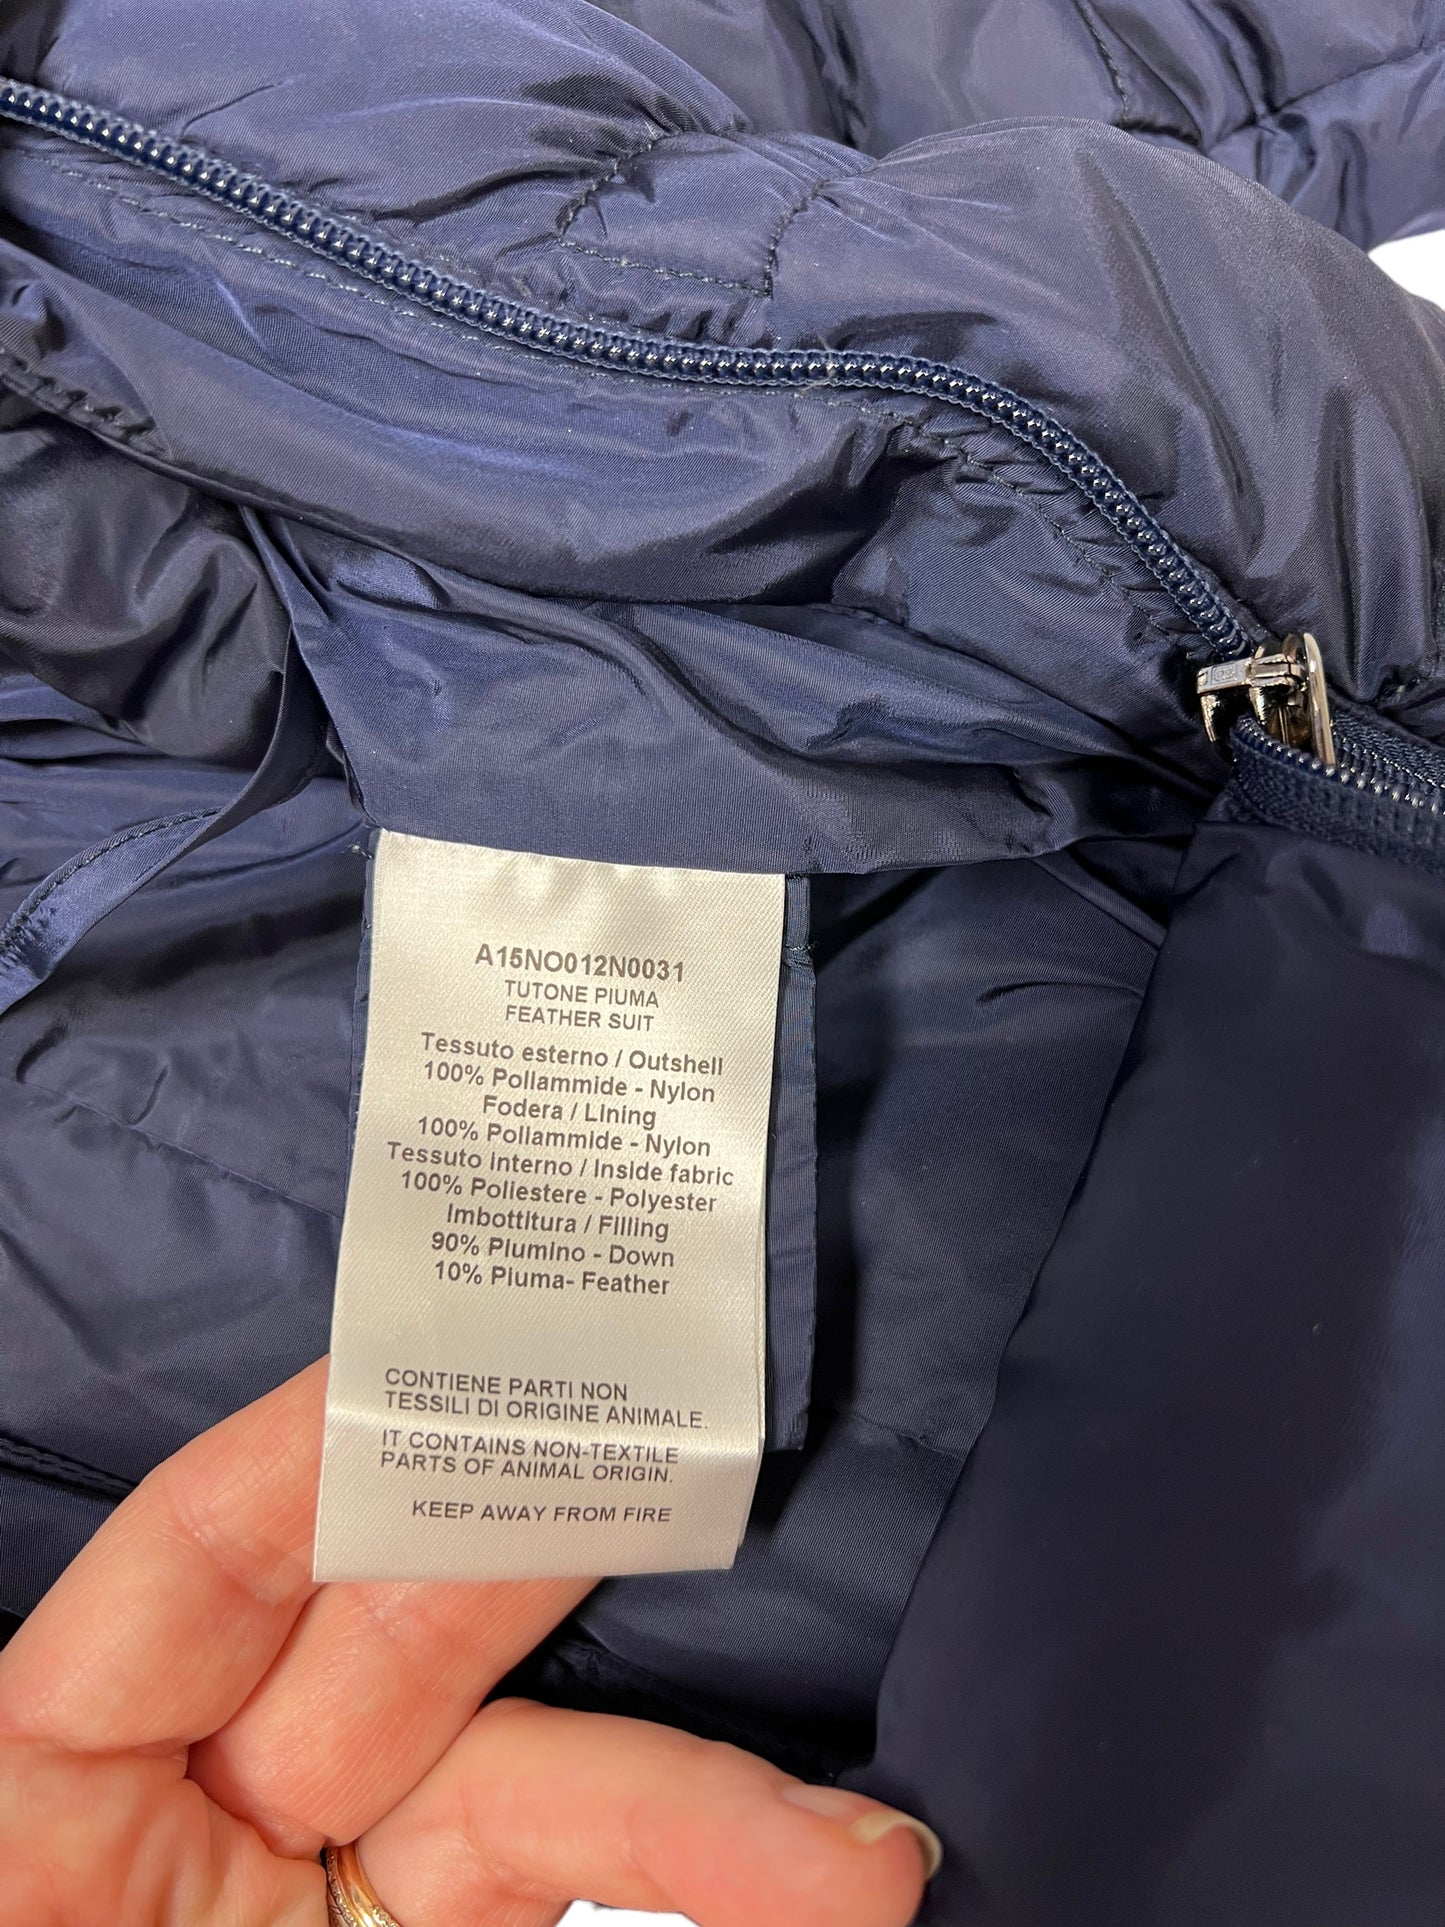 A15NO012N0031
TUTONE PIUMA
FEATHER SUIT
Tessuto esterno / Outshell
100% Poliammide - Nylon
Fodera / Lining
100% Poliammide - Nylon
Tessuto interno / Inside fabric
100% Poliestere - Polyester
Imbottitura / Filling
90% Piumino - Down
10% Piuma- Feather
CONTIENE PARTI NON
TESSILI DI ORIGINE ANIMALE.
IT CONTAINS NON-TEXTILE
PARTS OF ANIMAL ORIGIN.
KEEP AWAY FROM FIRE